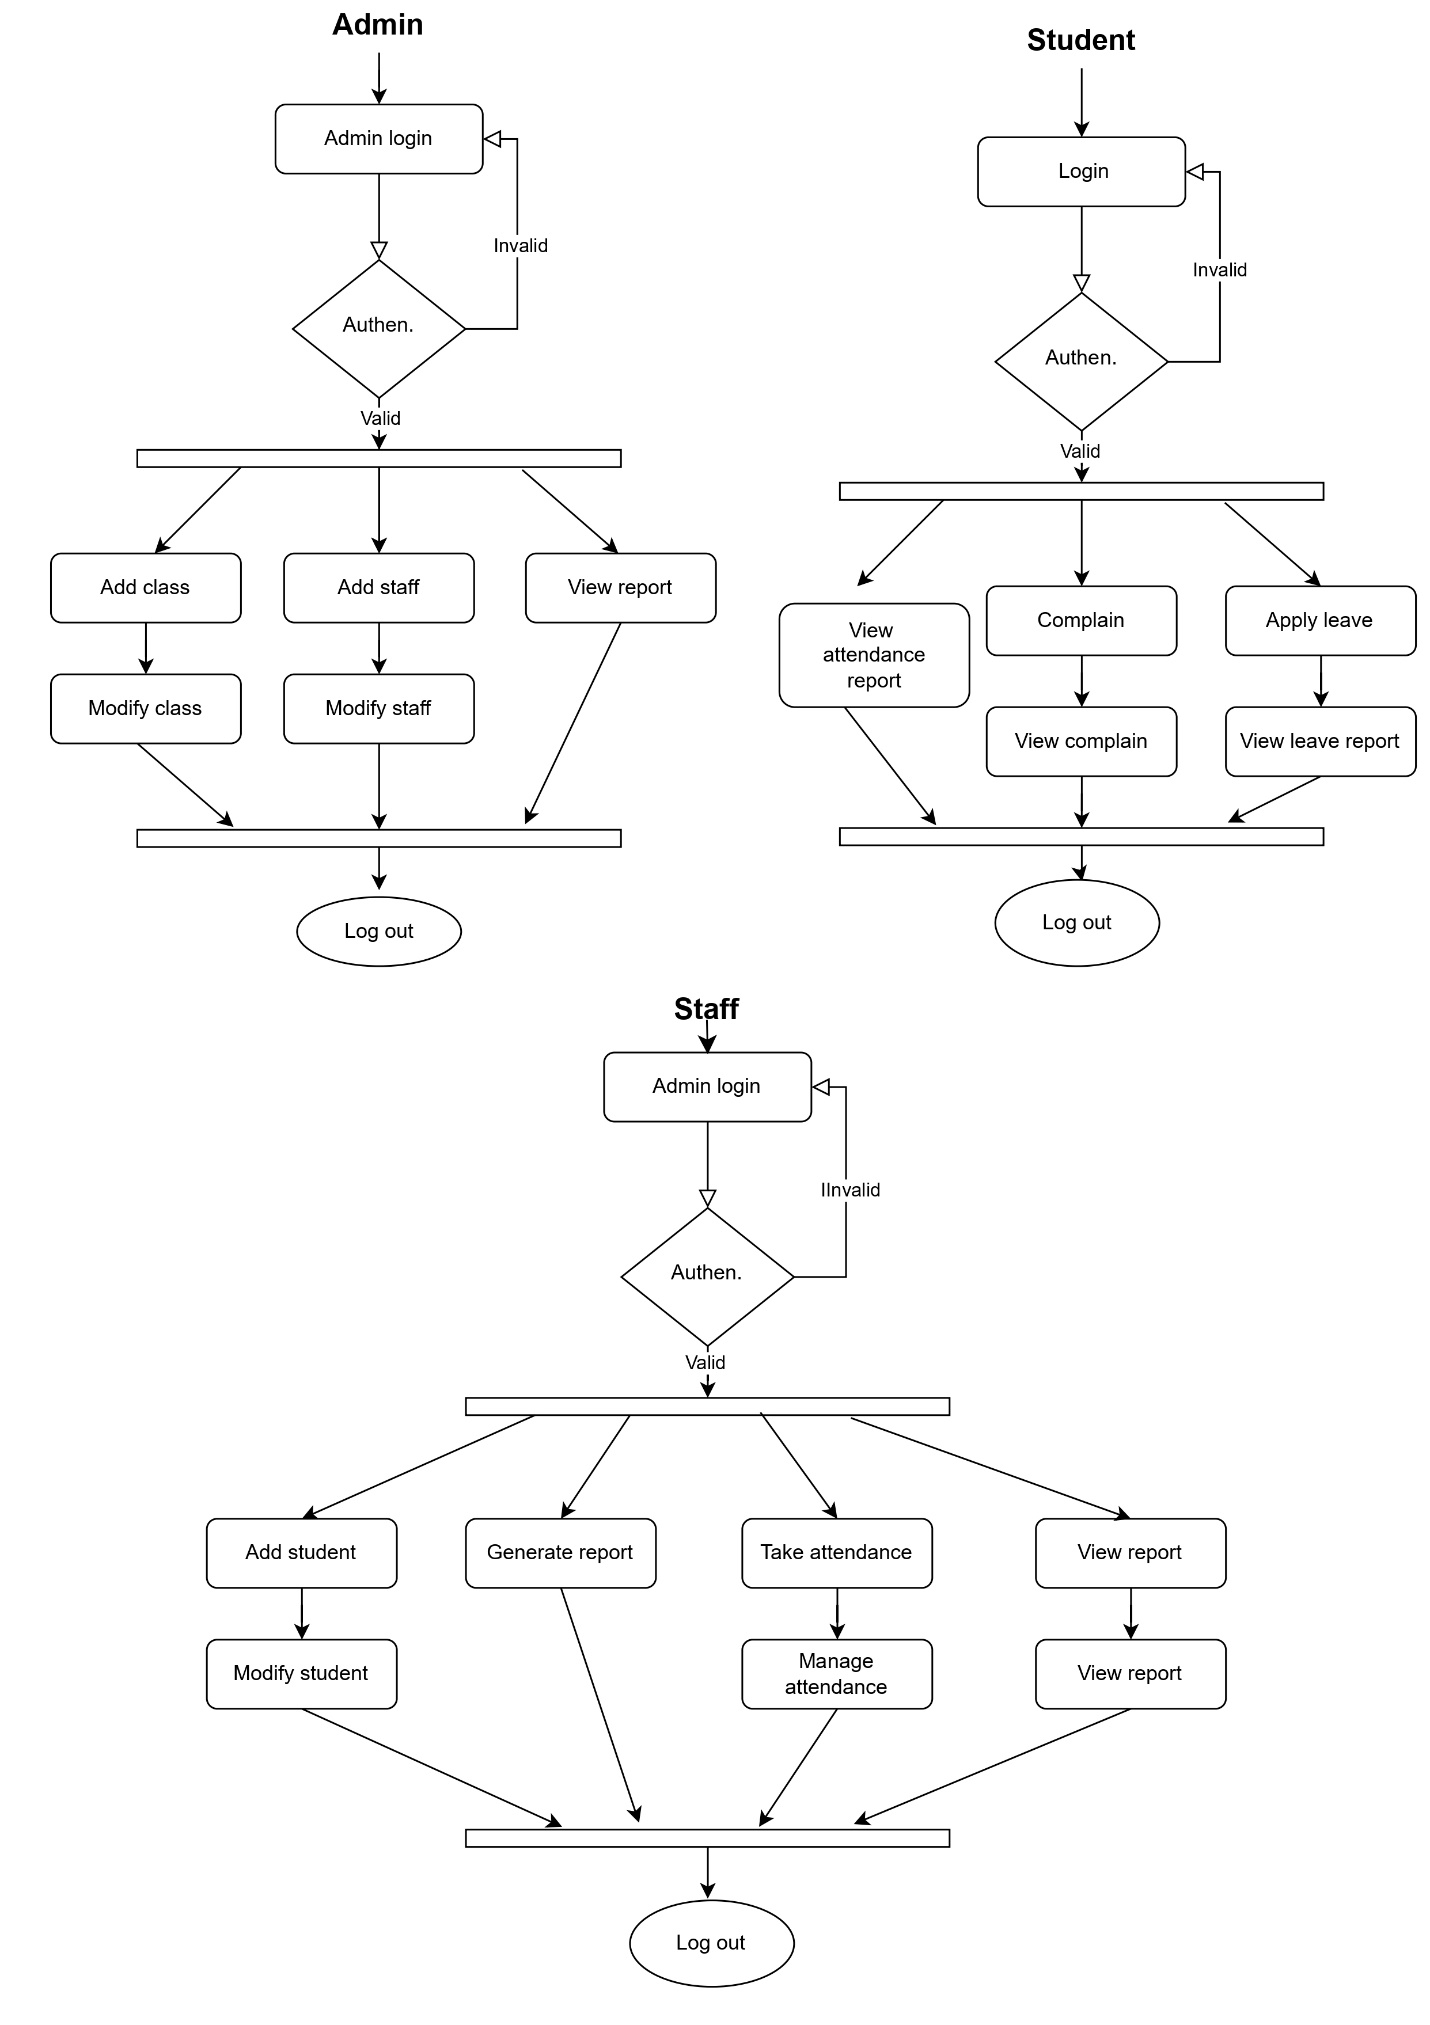 Admin
Admin login
Invalid
Authen.
Valid
Add class
Add staff
View report
Modify class
Modify staff
Log out
Student
Login
Invalid
Authen.
Valid
View
attendance
report
Complain
Apply leave
View complain
View leave report
Log out
Staff
Admin login
IInvalid
Authen.
Valid
Add student
Generate report
Take attendance
View report
Modify student
Manage
attendance
View report
Log out